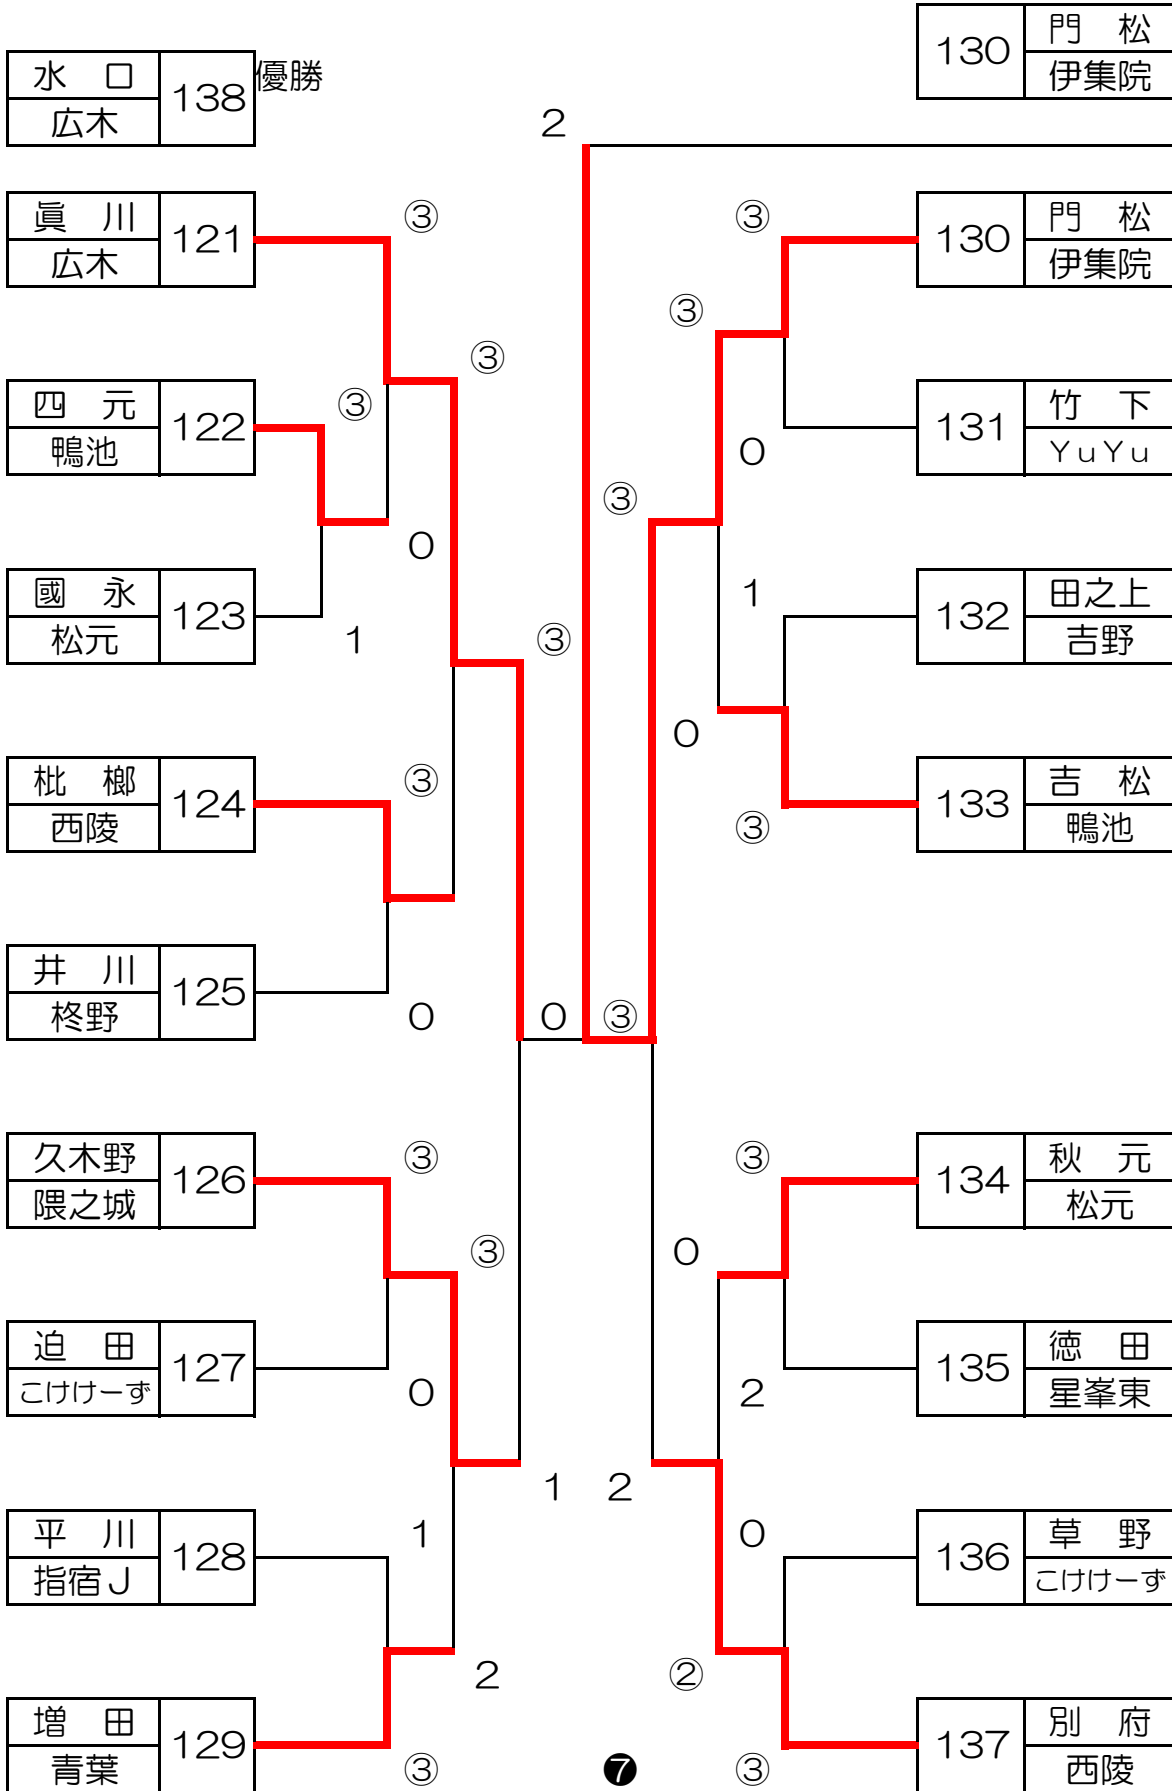 130
門　松
伊集院
水　口
138
優勝
広木
2
眞　川
121
広木
③
③
130
門　松
伊集院
③
③
四　元
122
鴨池
③
0
131
竹　下
ＹｕＹｕ
③
0
國　永
123
松元
1
③
1
132
田之上
吉野
0
枇　榔
124
西陵
③
③
133
吉　松
鴨池
井　川
125
柊野
0
0
③
久木野
126
隈之城
③
③
③
0
134
秋　元
松元
迫　田
127
こけけーず
0
2
135
徳　田
星峯東
1
2
平　川
128
指宿Ｊ
1
0
136
草　野
こけけーず
2
②
増　田
129
青葉
③
❼
③
137
別　府
西陵